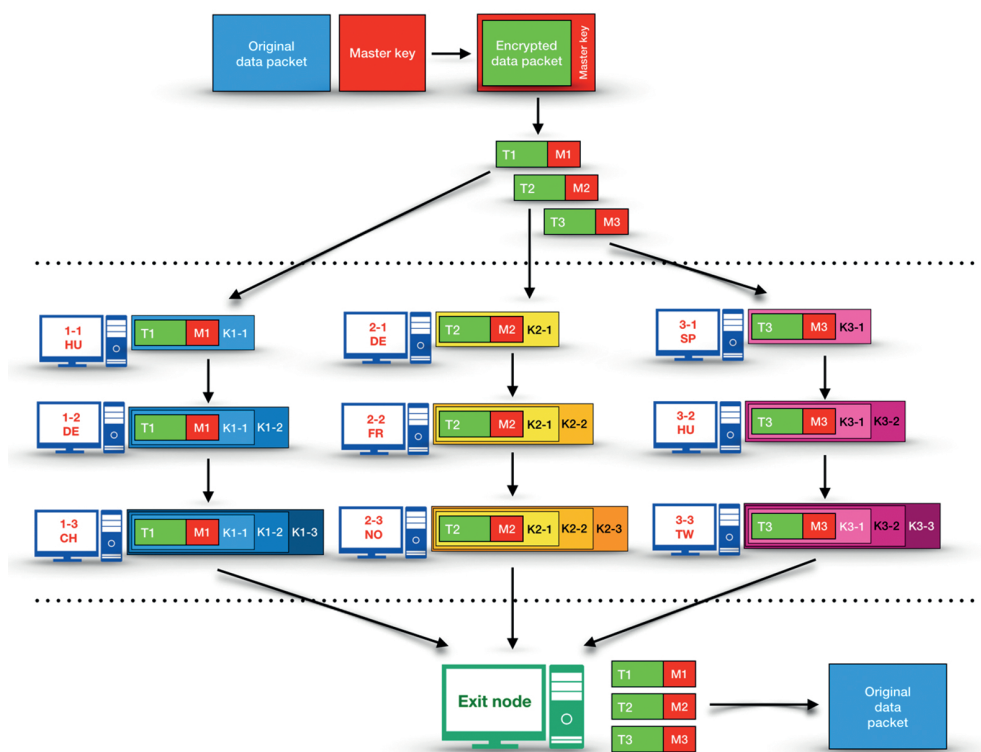 Original
data packet
Master key
Encrypted
data packet
Master key
T1 M1
T2 M2
T3 M3
1-1
HU
T1 M1 K1-1
2-1
DE
T2 M2 K2-1
3-1
SP
T3 M3 K3-1
1-2
DE
T1 M1 K1-1 K1-2
2-2
FR
T2 M2 K2-1 K2-2
3-2
HU
T3 M3 K3-1 K3-2
1-3
CH
T1 M1 K1-1 K1-2 K1-3
2-3
NO
T2 M2 K2-1 K2-2 K2-3
3-3
TW
T3 M3 K3-1 K3-2 K3-3
Exit node
T1 M1
T2 M2
T3 M3
Original
data
packet